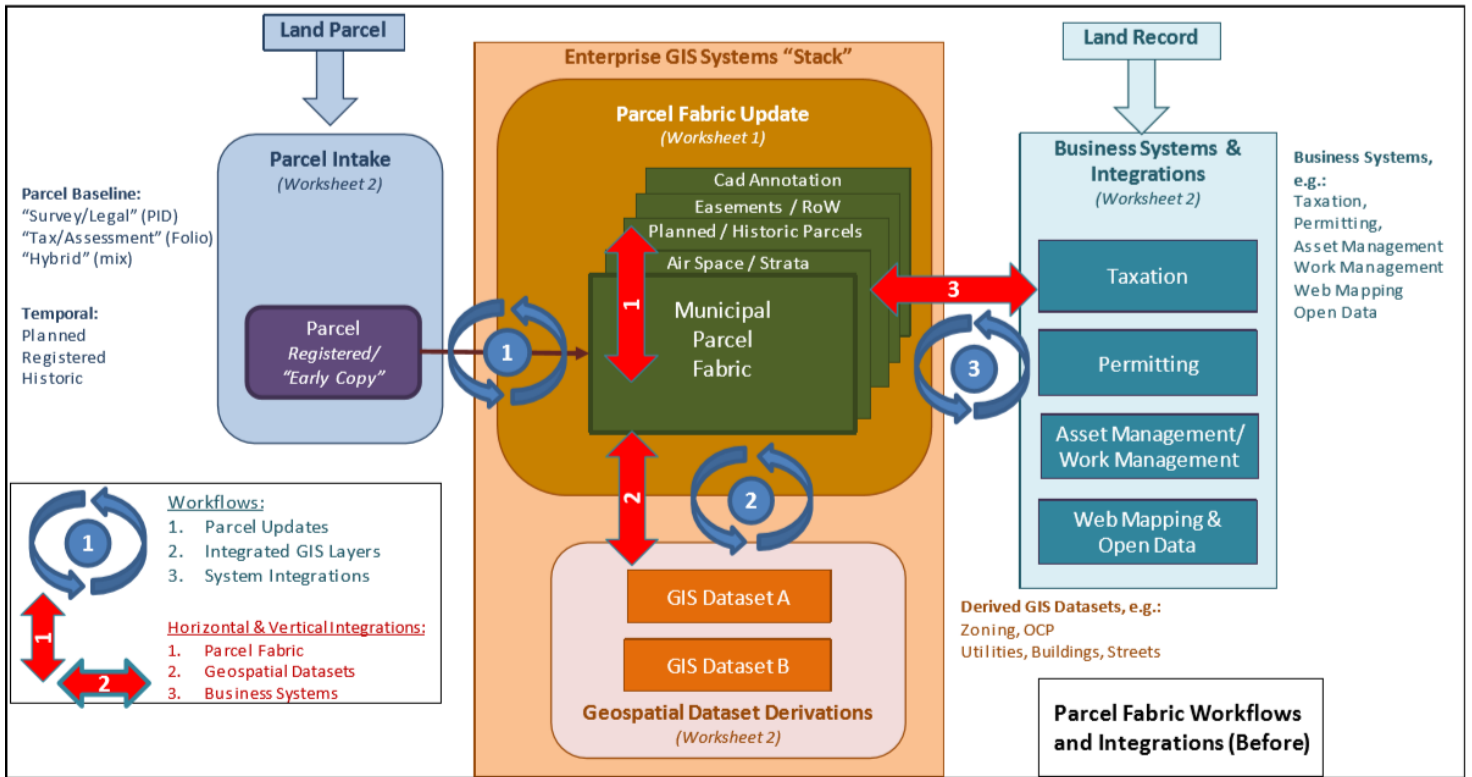 Land Parcel
Parcel Intake
(Worksheet 2)
Parcel Baseline:
"Survey/Legal" (PID)
"Tax/Assessment" (Folio)
"Hybrid" (mix)
Temporal:
Planned
Registered
Historic
Parcel
Registered/
"Early Copy"
1
Enterprise GIS Systems "Stack"
Parcel Fabric Update
(Worksheet 1)
Cad Annotation
Easements / RoW
Planned / Historic Parcels
Air Space / Strata
Municipal
Parcel
Fabric
1
2
2
GIS Dataset A
GIS Dataset B
Geospatial Dataset Derivations
(Worksheet 2)
3
3
Land Record
Business Systems &
Integrations
(Worksheet 2)
Taxation
Permitting
Asset Management/
Work Management
Web Mapping &
Open Data
Business Systems,
e.g.:
Taxation,
Permitting,
Asset Management
Work Management
Web Mapping
Open Data
Derived GIS Datasets, e.g.:
Zoning, OCP
Utilities, Buildings, Streets
1
Workflows:
1. Parcel Updates
2. Integrated GIS Layers
3. System Integrations
1
2
Horizontal & Vertical Integrations:
1. Parcel Fabric
2. Geospatial Datasets
3. Business Systems
Parcel Fabric Workflows
and Integrations (Before)